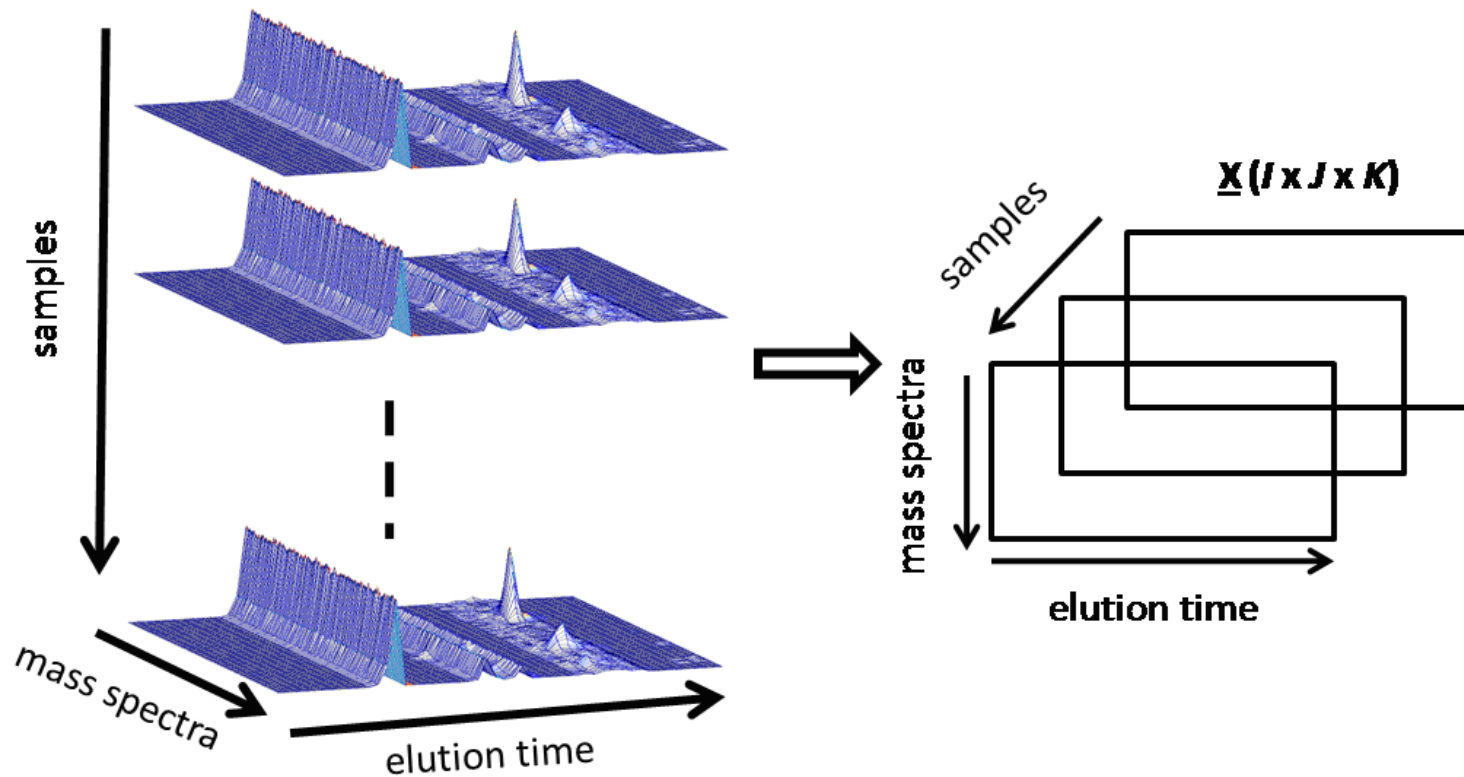 samples
mass spectra
elution time
X (I x J x K)
samples
mass spectra
elution time